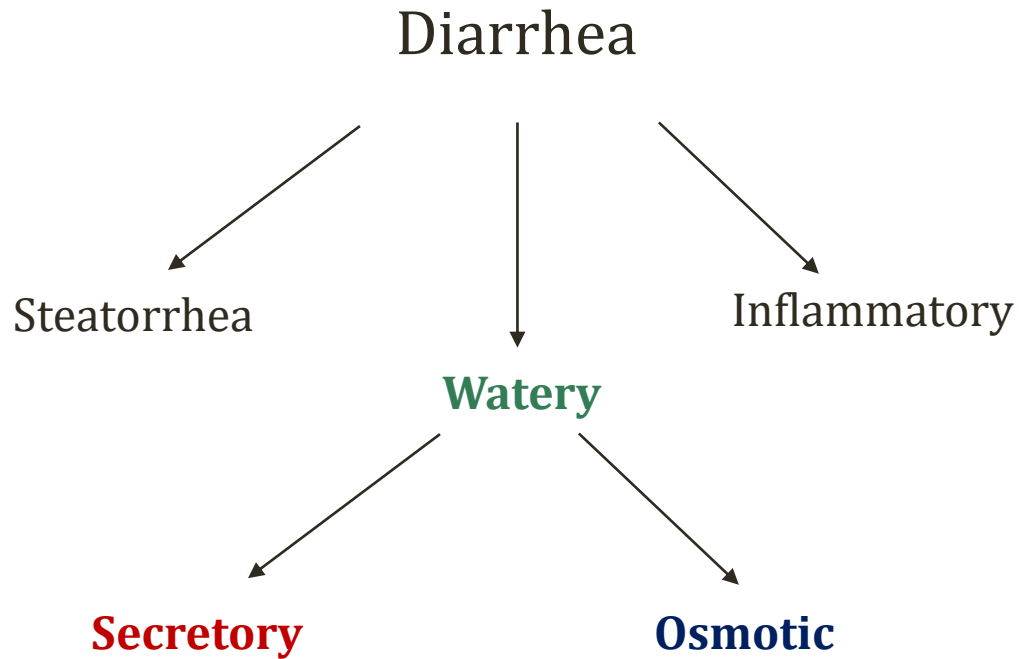 Diarrhea
Steatorrhea
Inflammatory
Watery
Secretory
Osmotic